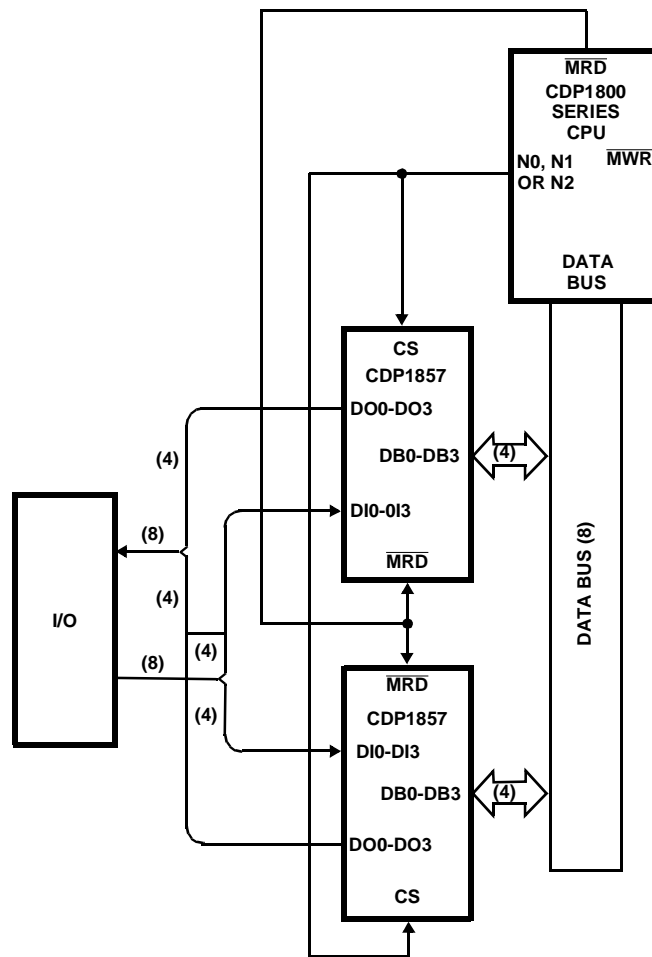 MRD
CDP1800
SERIES
CPU
N0, N1 MWR
OR N2
DATA
BUS
CS
CDP1857
DO0-DO3
(4)
DB0-DB3
(4)
DI0-0I3
(8)
MRD
(4)
I/O
DATA BUS (8)
(4)
(8)
MRD
(4)
CDP1857
DI0-DI3
DB0-DB3
(4)
DO0-DO3
CS